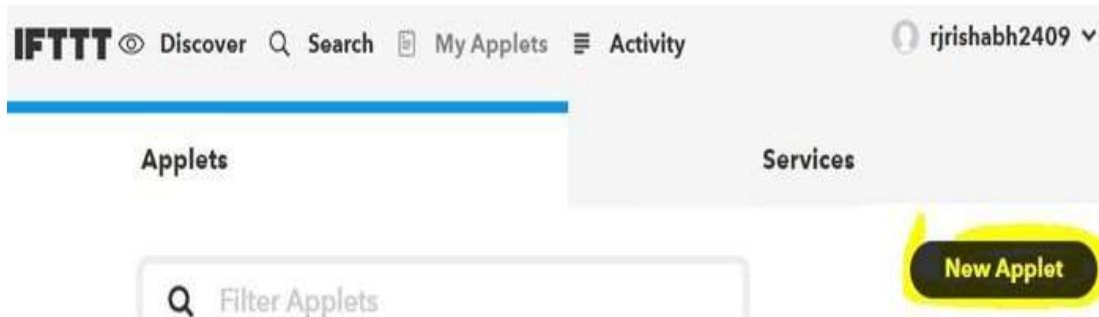 IFTTT Discover Search My Applets Activity rjrishabh2409
Applets Services
New Applet
Filter Applets